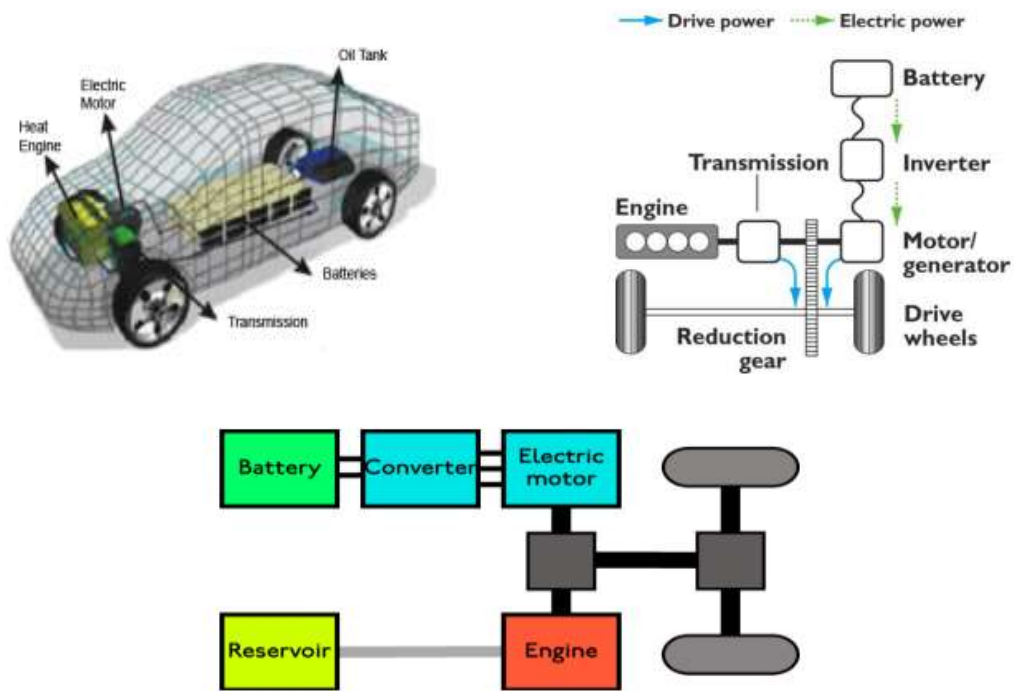 Oil Tank
Electric
Motor
Heat
Engine
Batteries
Transmission
Drive power
Electric power
Battery
Transmission
Inverter
Engine
Motor/
generator
Reduction
gear
Drive
wheels
Battery
Converter
Electric
motor
Reservoir
Engine